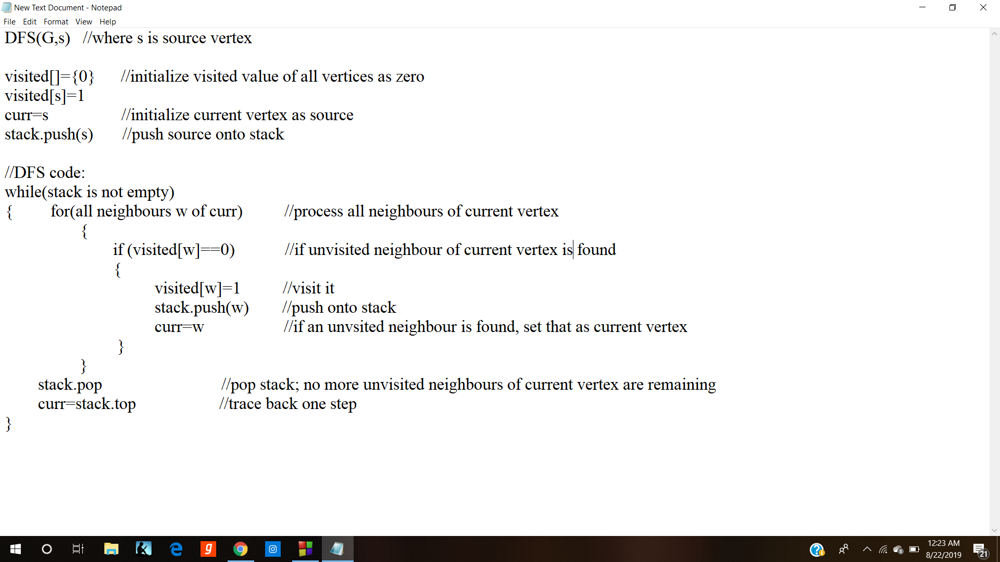 New Text Document - Notepad
File Edit Format View Help
DFS(G,s) //where s is source vertex
visited[]={0} //initialize visited value of all vertices as zero
visited[s]=1
curr=s //initialize current vertex as source
stack.push(s) //push source onto stack
//DFS code:
while(stack is not empty)
{ for(all neighbours w of curr) //process all neighbours of current vertex
{
if (visited[w]==0) //if unvisited neighbour of current vertex is found
{
visited[w]=1 //visit it
stack.push(w) //push onto stack
curr=w //if an unvsited neighbour is found, set that as current vertex
}
}
stack.pop //pop stack; no more unvisited neighbours of current vertex are remaining
curr=stack.top //trace back one step
}
12:23 AM
8/22/2019
21